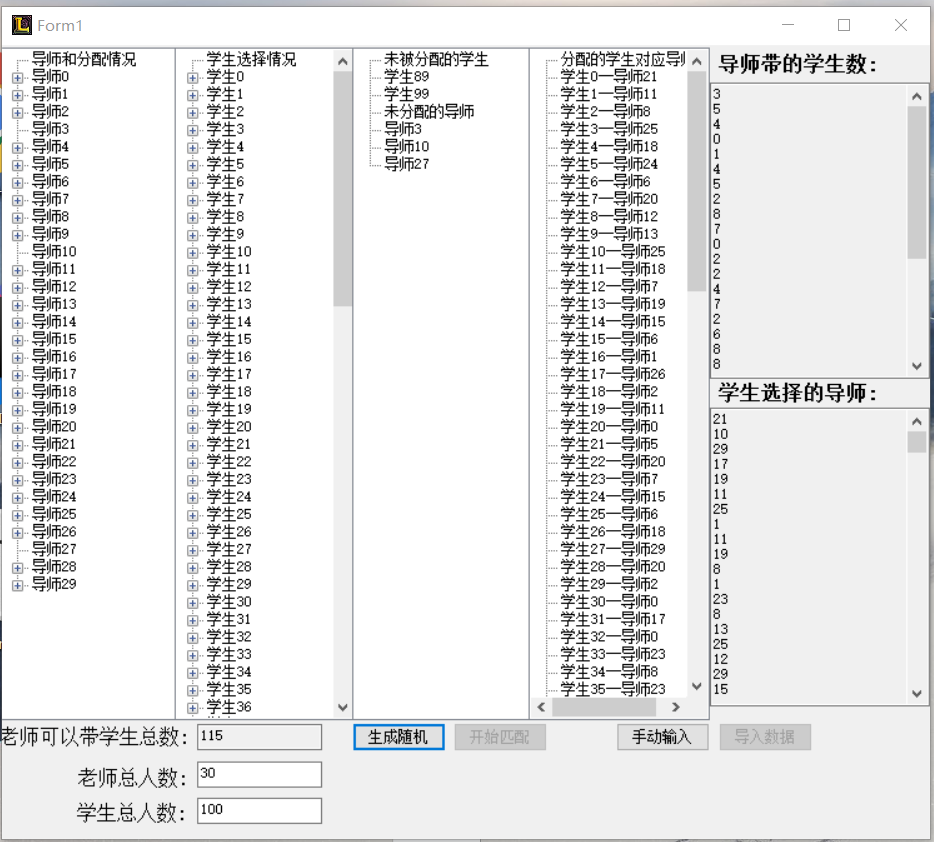 Form1
导师和分配情况
导师0
导师1
导师2
导师3
导师4
导师5
导师6
导师7
导师8
导师9
导师10
导师11
导师12
导师13
导师14
导师15
导师16
导师17
导师18
导师19
导师20
导师21
导师22
导师23
导师24
导师25
导师26
导师27
导师28
导师29
学生选择情况
学生0
学生1
学生2
学生3
学生4
学生5
学生6
学生7
学生8
学生9
学生10
学生11
学生12
学生13
学生14
学生15
学生16
学生17
学生18
学生19
学生20
学生21
学生22
学生23
学生24
学生25
学生26
学生27
学生28
学生29
学生30
学生31
学生32
学生33
学生34
学生35
学生36
未被分配的学生
学生89
学生99
未分配的导师
导师3
导师10
导师27
分配的学生对应导
学生0—导师21
学生1—导师11
学生2—导师8
学生3—导师25
学生4—导师18
学生5—导师24
学生6—导师6
学生7—导师20
学生8—导师12
学生9—导师13
学生10—导师25
学生11—导师18
学生12—导师7
学生13—导师19
学生14—导师15
学生15—导师6
学生16—导师1
学生17—导师26
学生18—导师2
学生19—导师11
学生20—导师0
学生21—导师5
学生22—导师20
学生23—导师7
学生24—导师15
学生25—导师6
学生26—导师18
学生27—导师29
学生28—导师20
学生29—导师2
学生30—导师0
学生31—导师17
学生32—导师0
学生33—导师23
学生34—导师8
学生35—导师23
导师带的学生数：
3
5
4
0
1
4
5
2
8
7
0
2
2
4
7
2
6
8
8
学生选择的导师：
21
10
29
17
19
11
25
1
11
19
8
1
23
8
13
25
12
29
15
老师可以带学生总数： 115
生成随机 开始匹配 手动输入 导入数据
老师总人数： 30
学生总人数： 100